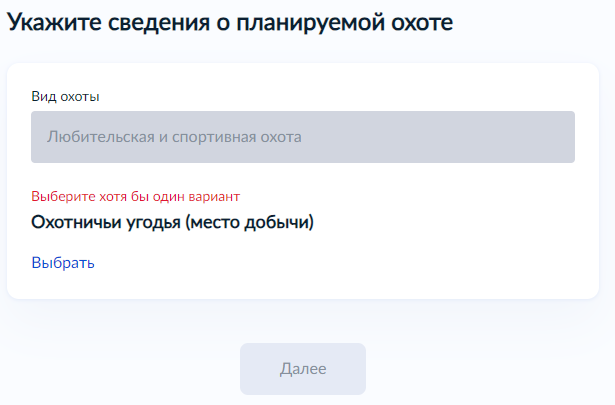 Укажите сведения о планируемой охоте
Вид охоты
Любительская и спортивная охота
Выберите хотя бы один вариант
Охотничьи угодья (место добычи)
Выбрать
Далее